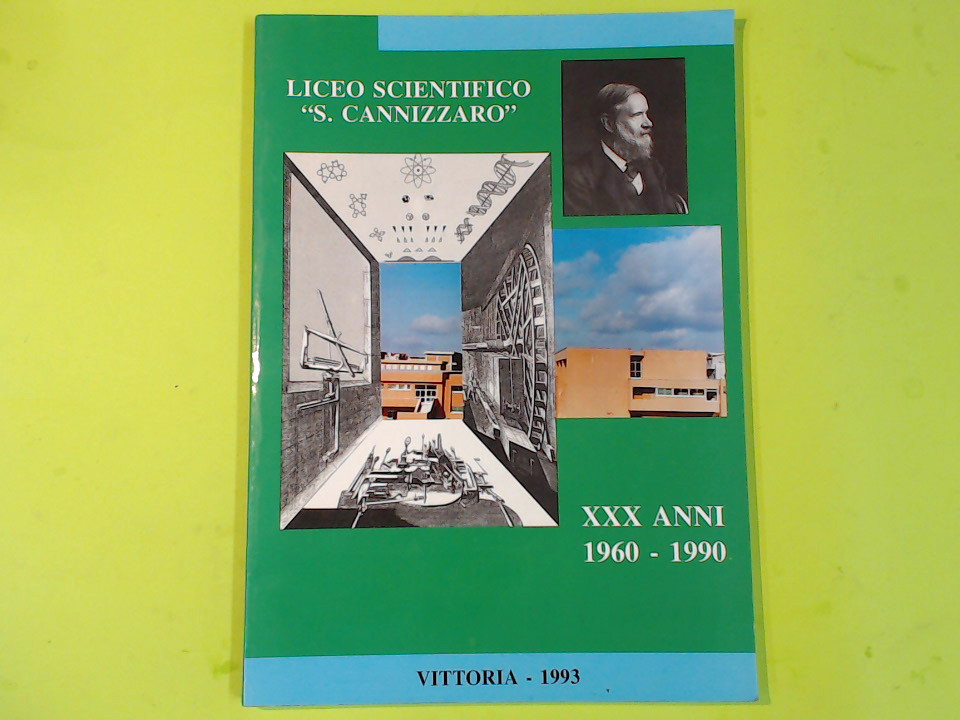 LICEO SCIENTIFICO
“S. CANNIZZARO”
XXX ANNI
1960 - 1990
VITTORIA - 1993